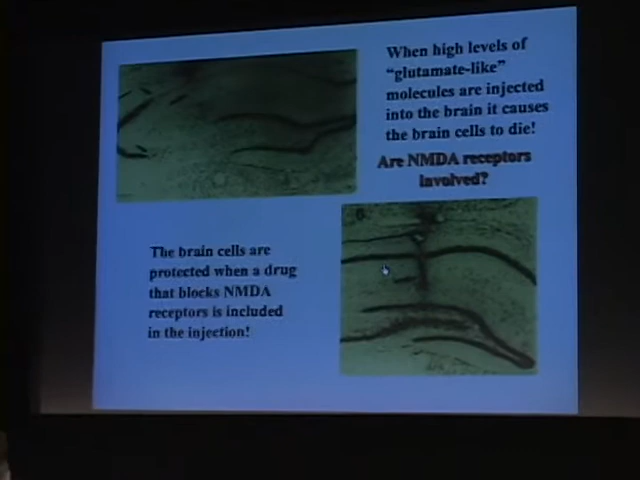 When high levels of
"glutamate-like"
molecules are injected
into the brain it causes
the brain cells to die!
Are NMDA receptors
involved?
The brain cells are
protected when a drug
that blocks NMDA
receptors is included
in the injection!